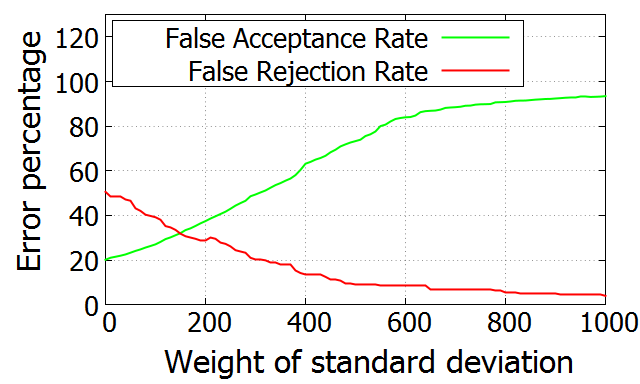 False Acceptance Rate
False Rejection Rate
120
100
80
60
40
20
0
0 200 400 600 800 1000
Error percentage
Weight of standard deviation